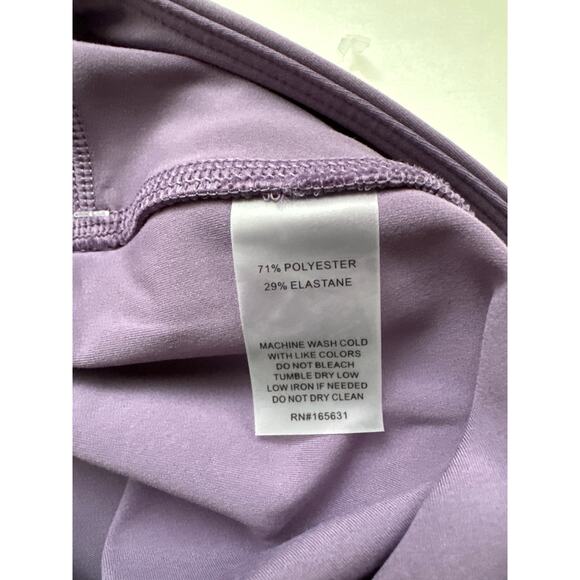 71% POLYESTER
29% ELASTANE
MACHINE WASH COLD
WITH LIKE COLORS
DO NOT BLEACH
TUMBLE DRY LOW
LOW IRON IF NEEDED
DO NOT DRY CLEAN
RN#165631